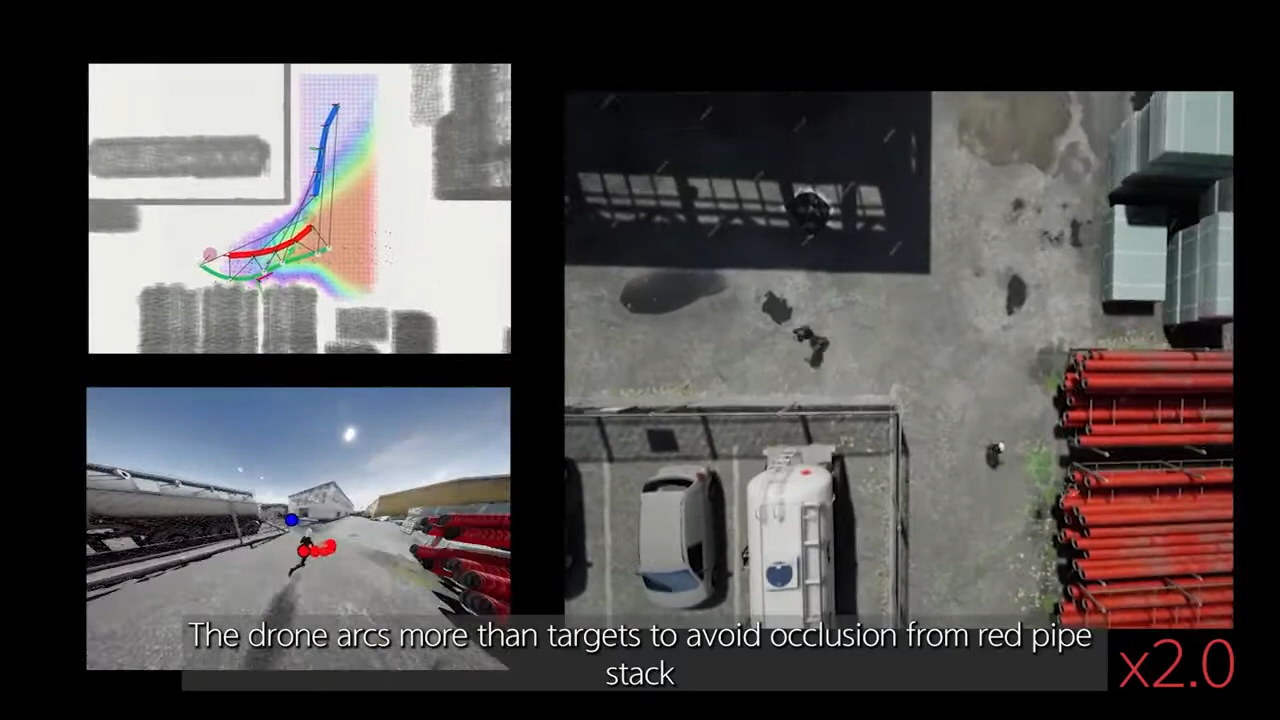 The drone arcs more than targets to avoid occlusion from red pipe
stack
x2.0